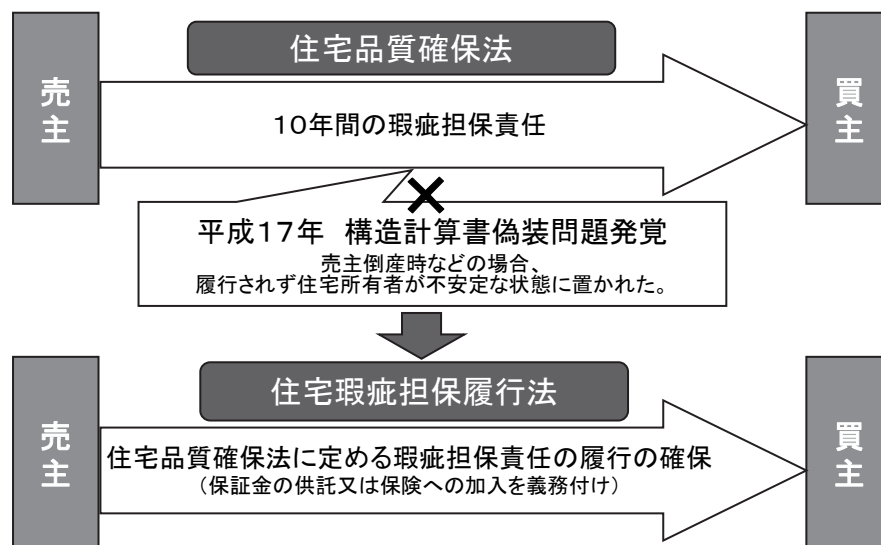 住宅品質確保法
売主
10年間の瑕疵担保責任
買主
平成17年 構造計算書偽装問題発覚
売主倒産時などの場合、
履行されず住宅所有者が不安定な状態に置かれた。
住宅瑕疵担保履行法
売主
住宅品質確保法に定める瑕疵担保責任の履行の確保
(保証金の供託又は保険への加入を義務付け)
買主